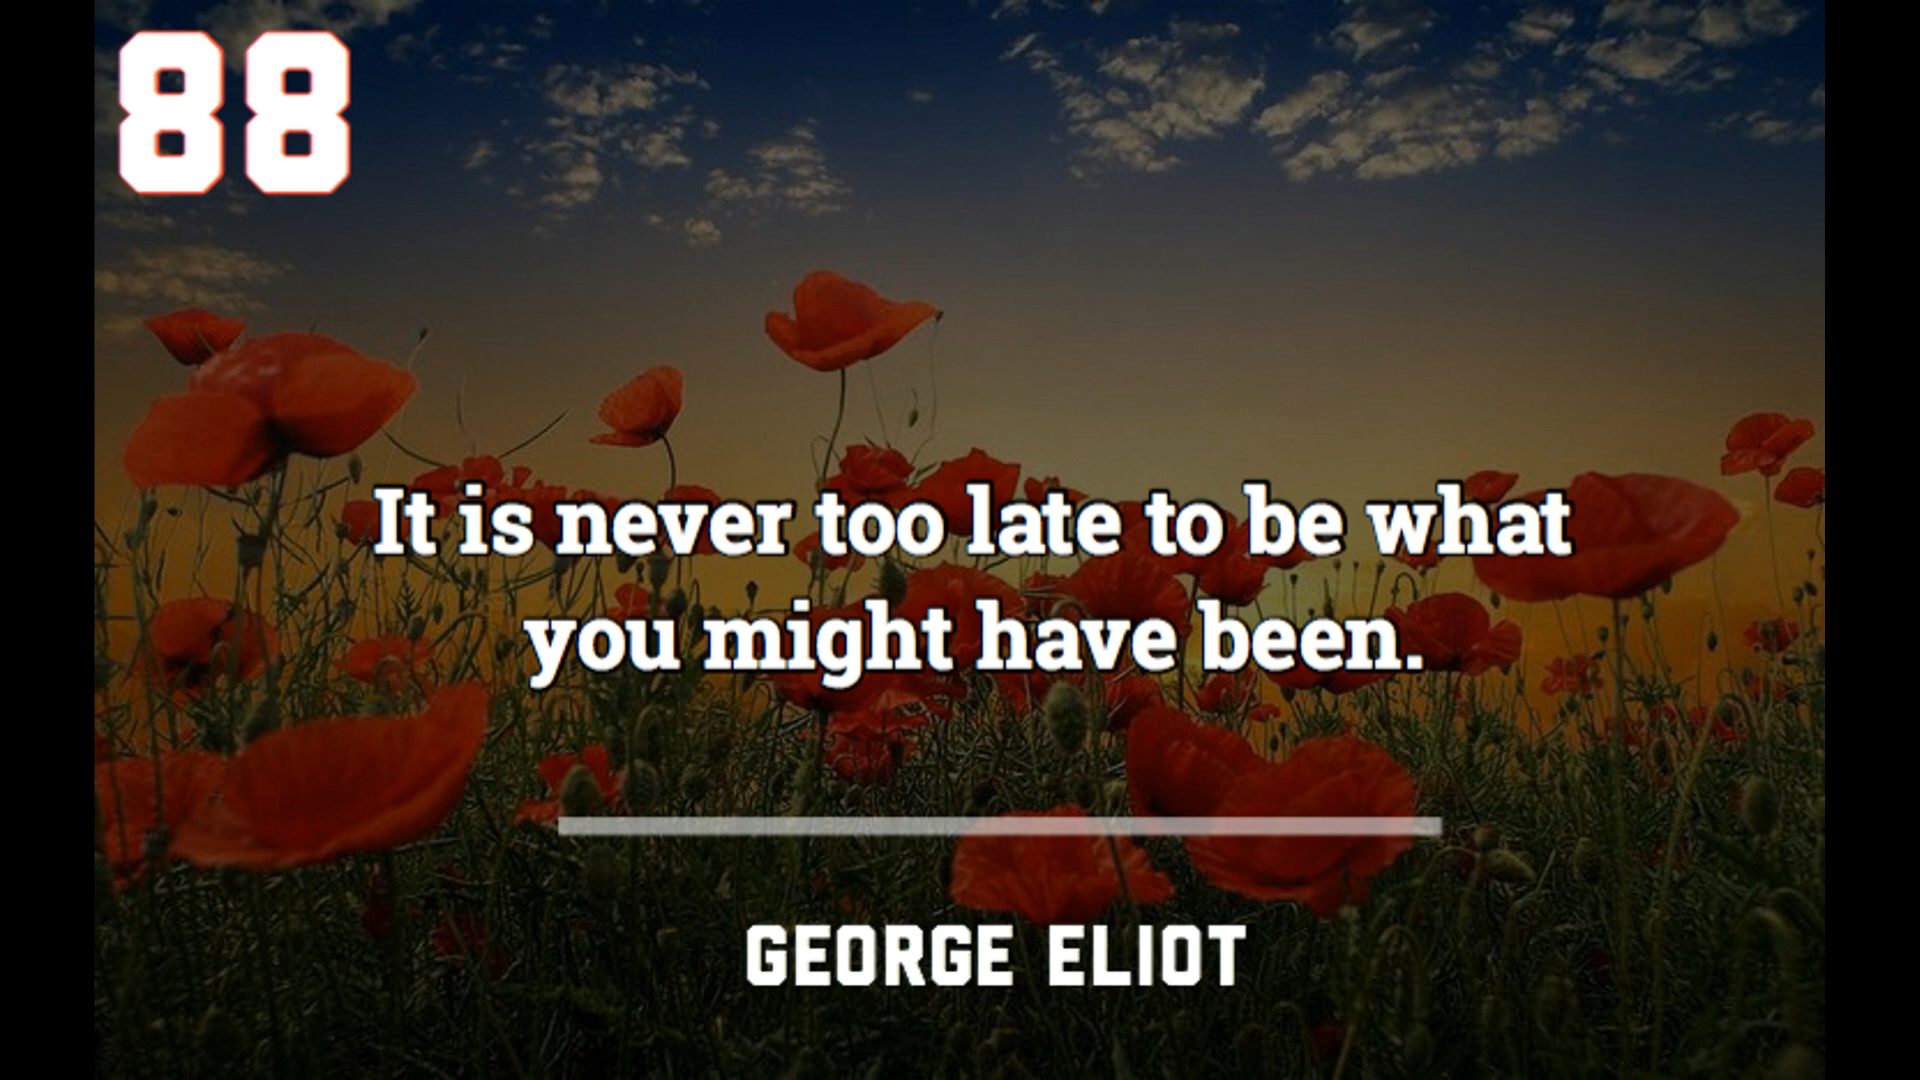 88
It is never too late to be what
you might have been.
GEORGE ELIOT